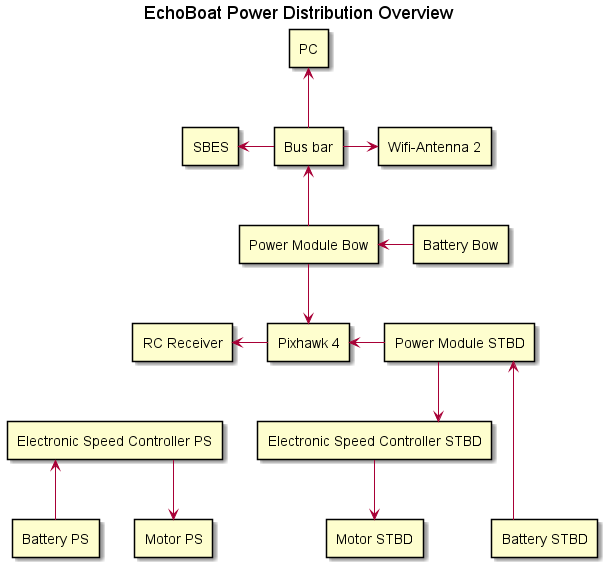 EchoBoat Power Distribution Overview
PC
SBES
Bus bar
Wifi-Antenna 2
Power Module Bow
Battery Bow
RC Receiver
Pixhawk 4
Power Module STBD
Electronic Speed Controller PS
Electronic Speed Controller STBD
Battery PS
Motor PS
Motor STBD
Battery STBD